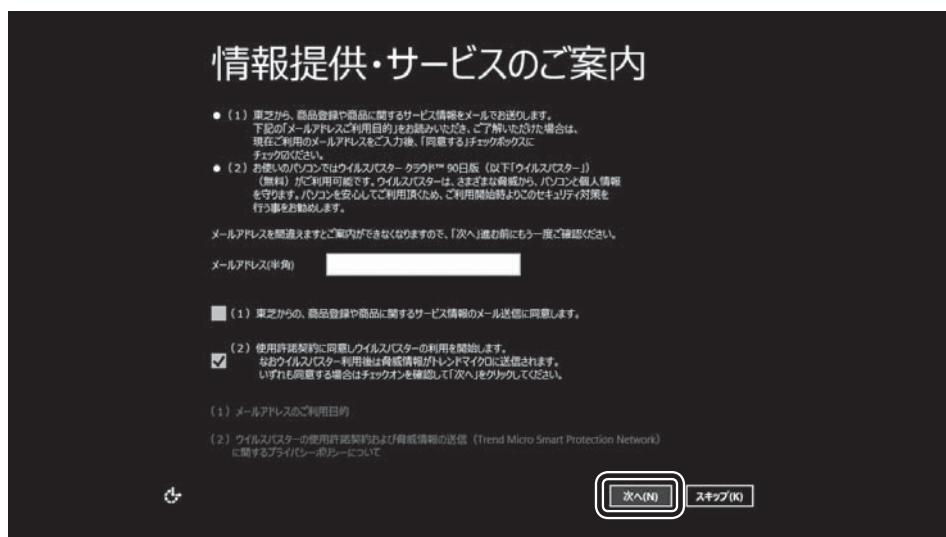 情報提供・サービスのご案内
● (1) 東芝から、商品登録や商品に関するサービス情報をメールでお送りします。
下記の「メールアドレスご利用目的」をお読みいただき、ご了解いただけた場合は、
現在ご利用のメールアドレスをご入力後、「同意する」チェックボックスに
チェック☑ください。
● (2) お使いのパソコンではウイルスバスター クラウド™ 90日版 (以下「ウイルスバスター」)
(無料) がご利用可能です。ウイルスバスターは、さまざまな脅威から、パソコンと個人情報
を守ります。パソコンを安心してご利用頂くため、ご利用開始時よりこのセキュリティ対策を
行う事をお勧めします。
メールアドレスを間違えますとご案内ができなくなりますので、「次へ」進む前にもう一度ご確認ください。
メールアドレス(半角)
(1) 東芝からの、商品登録や商品に関するサービス情報のメール送信に同意します。
(2) 使用許諾契約に同意しウイルスバスターの利用を開始します。
なおウイルスバスター利用後は脅威情報がトレンドマイクロに送信されます。
いずれも同意する場合はチェックオンを確認して「次へ」をクリックしてください。
(1) メールアドレスのご利用目的
(2) ウイルスバスターの使用許諾契約および脅威情報の送信 (Trend Micro Smart Protection Network)
に関するプライバシーポリシーについて
次へ(N) スキップ(K)